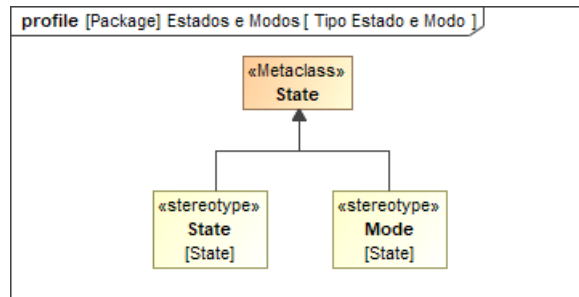 profile [Package] Estados e Modos [ Tipo Estado e Modo ]
«Metaclass»
State
«stereotype»
State
[State]
«stereotype»
Mode
[State]